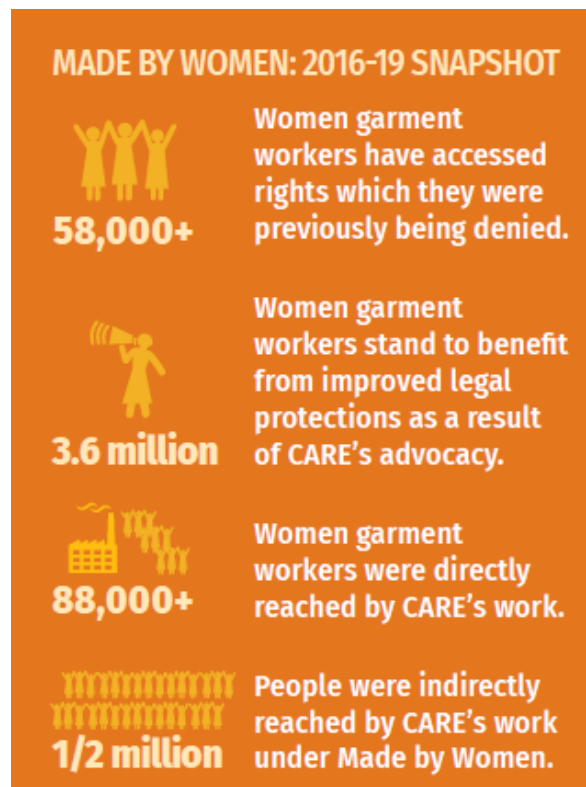 MADE BY WOMEN: 2016-19 SNAPSHOT
58,000+
Women garment
workers have accessed
rights which they were
previously being denied.
3.6 million
Women garment
workers stand to benefit
from improved legal
protections as a result
of CARE’s advocacy.
88,000+
Women garment
workers were directly
reached by CARE’s work.
1/2 million
People were indirectly
reached by CARE’s work
under Made by Women.